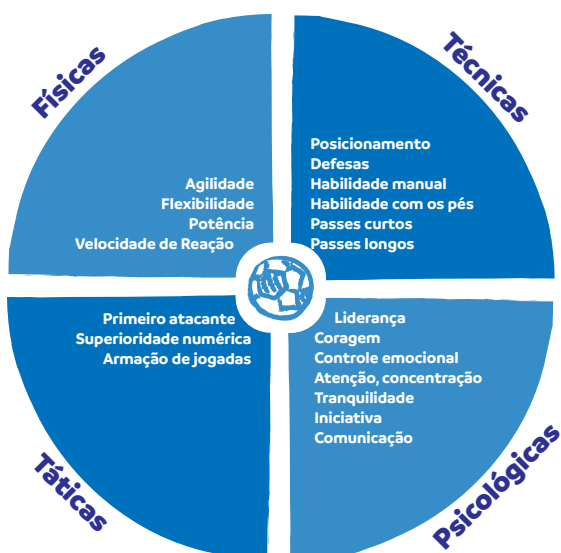 Físicas
Agilidade
Flexibilidade
Potência
Velocidade de Reação
Técnicas
Posicionamento
Defesas
Habilidade manual
Habilidade com os pés
Passes curtos
Passes longos
Táticas
Primeiro atacante
Superioridade numérica
Armação de jogadas
Psicológicas
Liderança
Coragem
Controle emocional
Atenção, concentração
Tranquilidade
Iniciativa
Comunicação